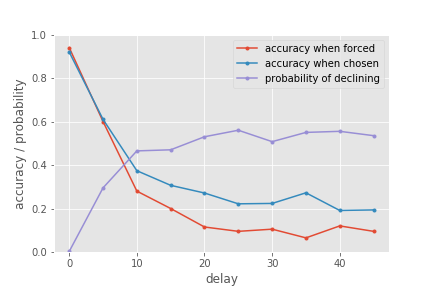 accuracy when forced
accuracy when chosen
probability of declining
accuracy / probability
1.0
0.8
0.6
0.4
0.2
0.0
0 10 20 30 40
delay